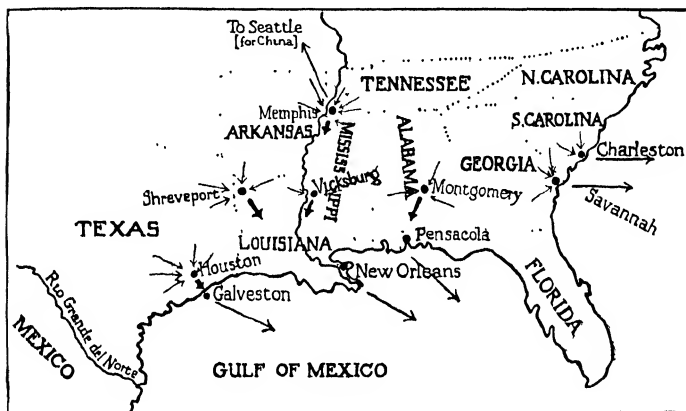 To Seattle
[for China]
TENNESSEE
N. CAROLINA
Memphis
ARKANSAS
MISSISSIPPI
ALABAMA
S. CAROLINA
Charleston
GEORGIA
Shreveport
Vicksburg
Montgomery
Savannah
TEXAS
LOUISIANA
Pensacola
Houston
New Orleans
Galveston
FLORIDA
Rio Grande del Norte
MEXICO
GULF OF MEXICO